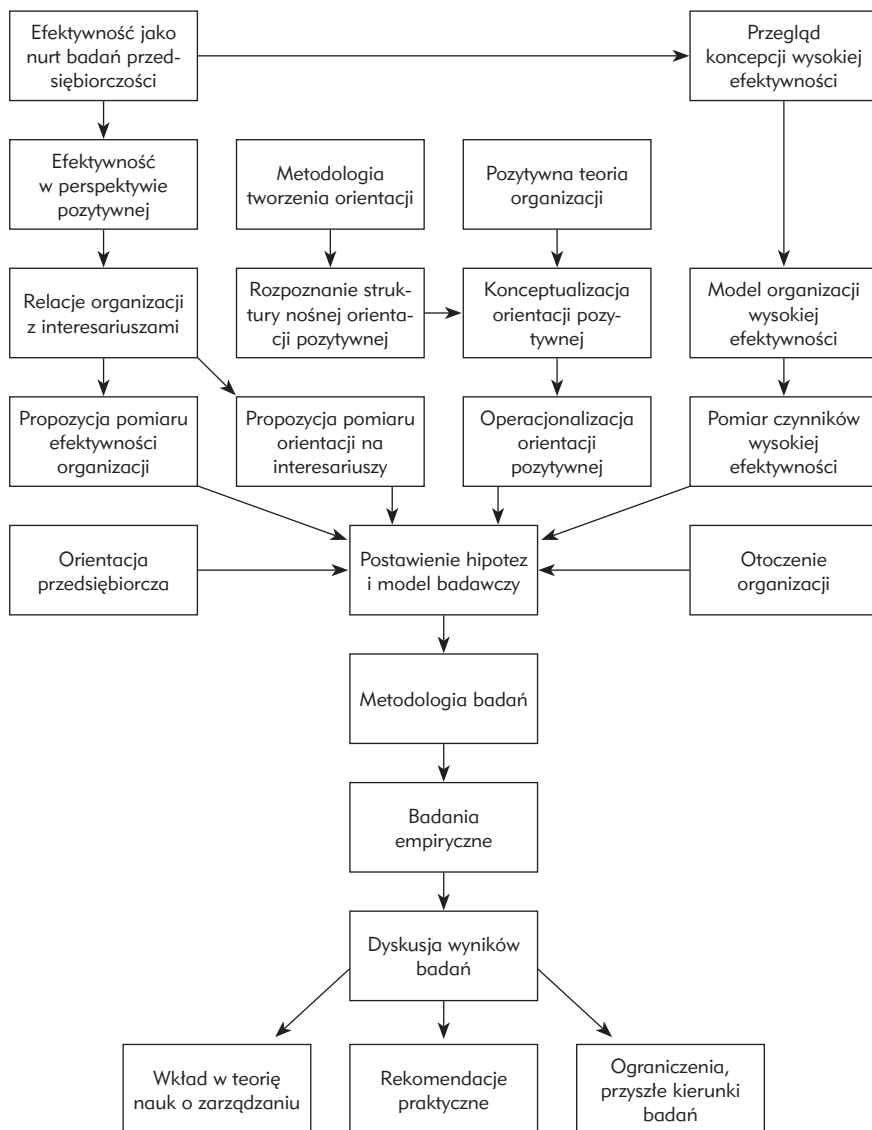 Efektywność jako
nurt badań przed-
siębiorczości
Przegląd
koncepcji wysokiej
efektywności
Efektywność
w perspektywie
pozytywnej
Metodologia
tworzenia orientacji
Pozytywna teoria
organizacji
Relacje organizacji
z interesariuszami
Rozpoznanie struk-
tury nośnej orienta-
cji pozytywnej
Konceptualizacja
orientacji pozy-
tywnej
Model organizacji
wysokiej
efektywności
Propozycja pomiaru
efektywności
organizacji
Propozycja pomiaru
orientacji na
interesariuszy
Operacjonalizacja
orientacji
pozytywnej
Pomiar czynników
wysokiej
efektywności
Orientacja
przedsiębiorcza
Postawienie hipotez
i model badawczy
Otoczenie
organizacji
Metodologia badań
Badania
empiryczne
Dyskusja wyników
badań
Wkład w teorię
nauk o zarządzaniu
Rekomendacje
praktyczne
Ograniczenia,
przyszłe kierunki
badań